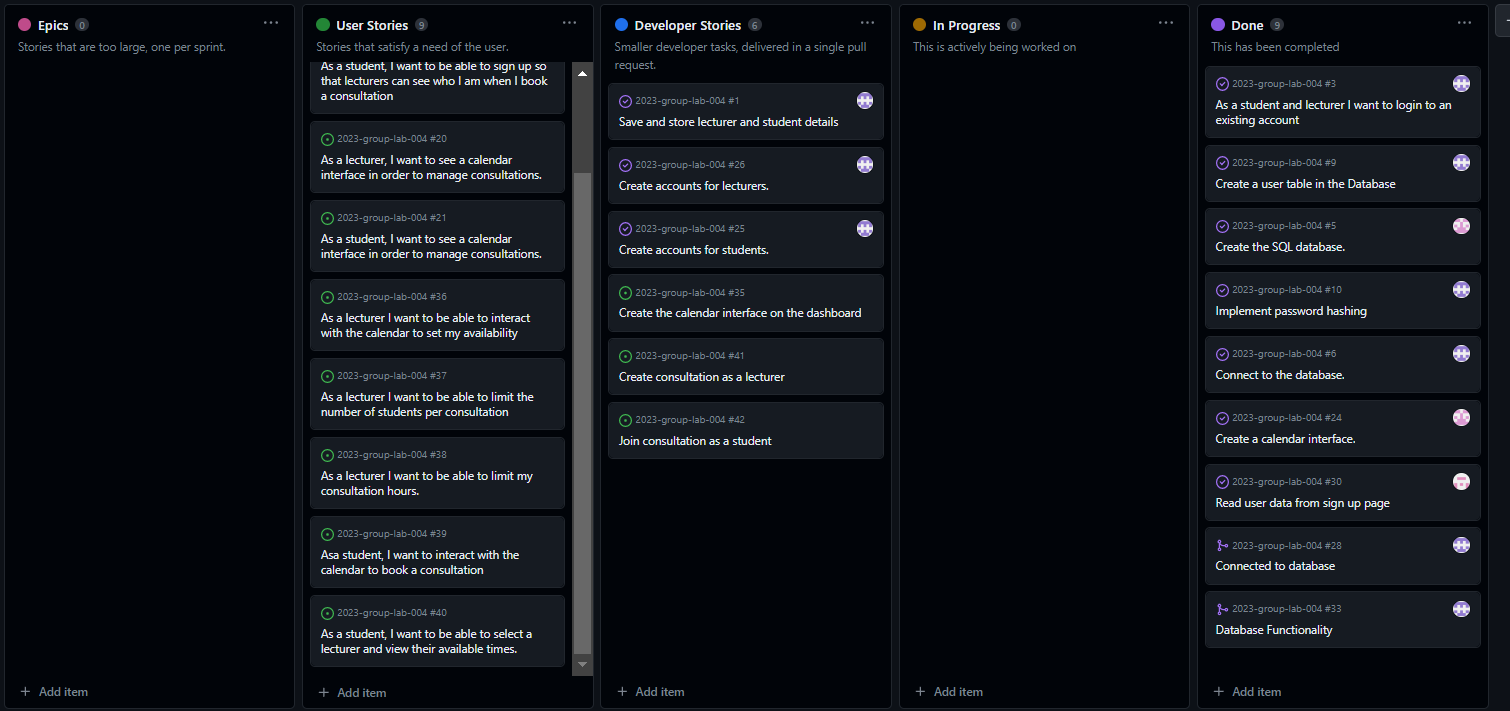 Epics 0
Stories that are too large, one per sprint.
Add item
User Stories 9
Stories that satisfy a need of the user.
As a student, I want to be able to sign up so
that lecturers can see who I am when I book
a consultation
2023-group-lab-004 #20
As a lecturer, I want to see a calendar
interface in order to manage consultations.
2023-group-lab-004 #21
As a student, I want to see a calendar
interface in order to manage consultations.
2023-group-lab-004 #36
As a lecturer I want to be able to interact
with the calendar to set my availability
2023-group-lab-004 #37
As a lecturer I want to be able to limit the
number of students per consultation
2023-group-lab-004 #38
As a lecturer I want to be able to limit my
consultation hours.
2023-group-lab-004 #39
Asa student, I want to interact with the
calendar to book a consultation
2023-group-lab-004 #40
As a student, I want to be able to select a
lecturer and view their available times.
Add item
Developer Stories 6
Smaller developer tasks, delivered in a single pull
request.
2023-group-lab-004 #1
Save and store lecturer and student details
2023-group-lab-004 #26
Create accounts for lecturers.
2023-group-lab-004 #25
Create accounts for students.
2023-group-lab-004 #35
Create the calendar interface on the dashboard
2023-group-lab-004 #41
Create consultation as a lecturer
2023-group-lab-004 #42
Join consultation as a student
Add item
In Progress 0
This is actively being worked on
Add item
Done 9
This has been completed
2023-group-lab-004 #3
As a student and lecturer I want to login to an
existing account
2023-group-lab-004 #9
Create a user table in the Database
2023-group-lab-004 #5
Create the SQL database.
2023-group-lab-004 #10
Implement password hashing
2023-group-lab-004 #6
Connect to the database.
2023-group-lab-004 #24
Create a calendar interface.
2023-group-lab-004 #30
Read user data from sign up page
2023-group-lab-004 #28
Connected to database
2023-group-lab-004 #33
Database Functionality
Add item